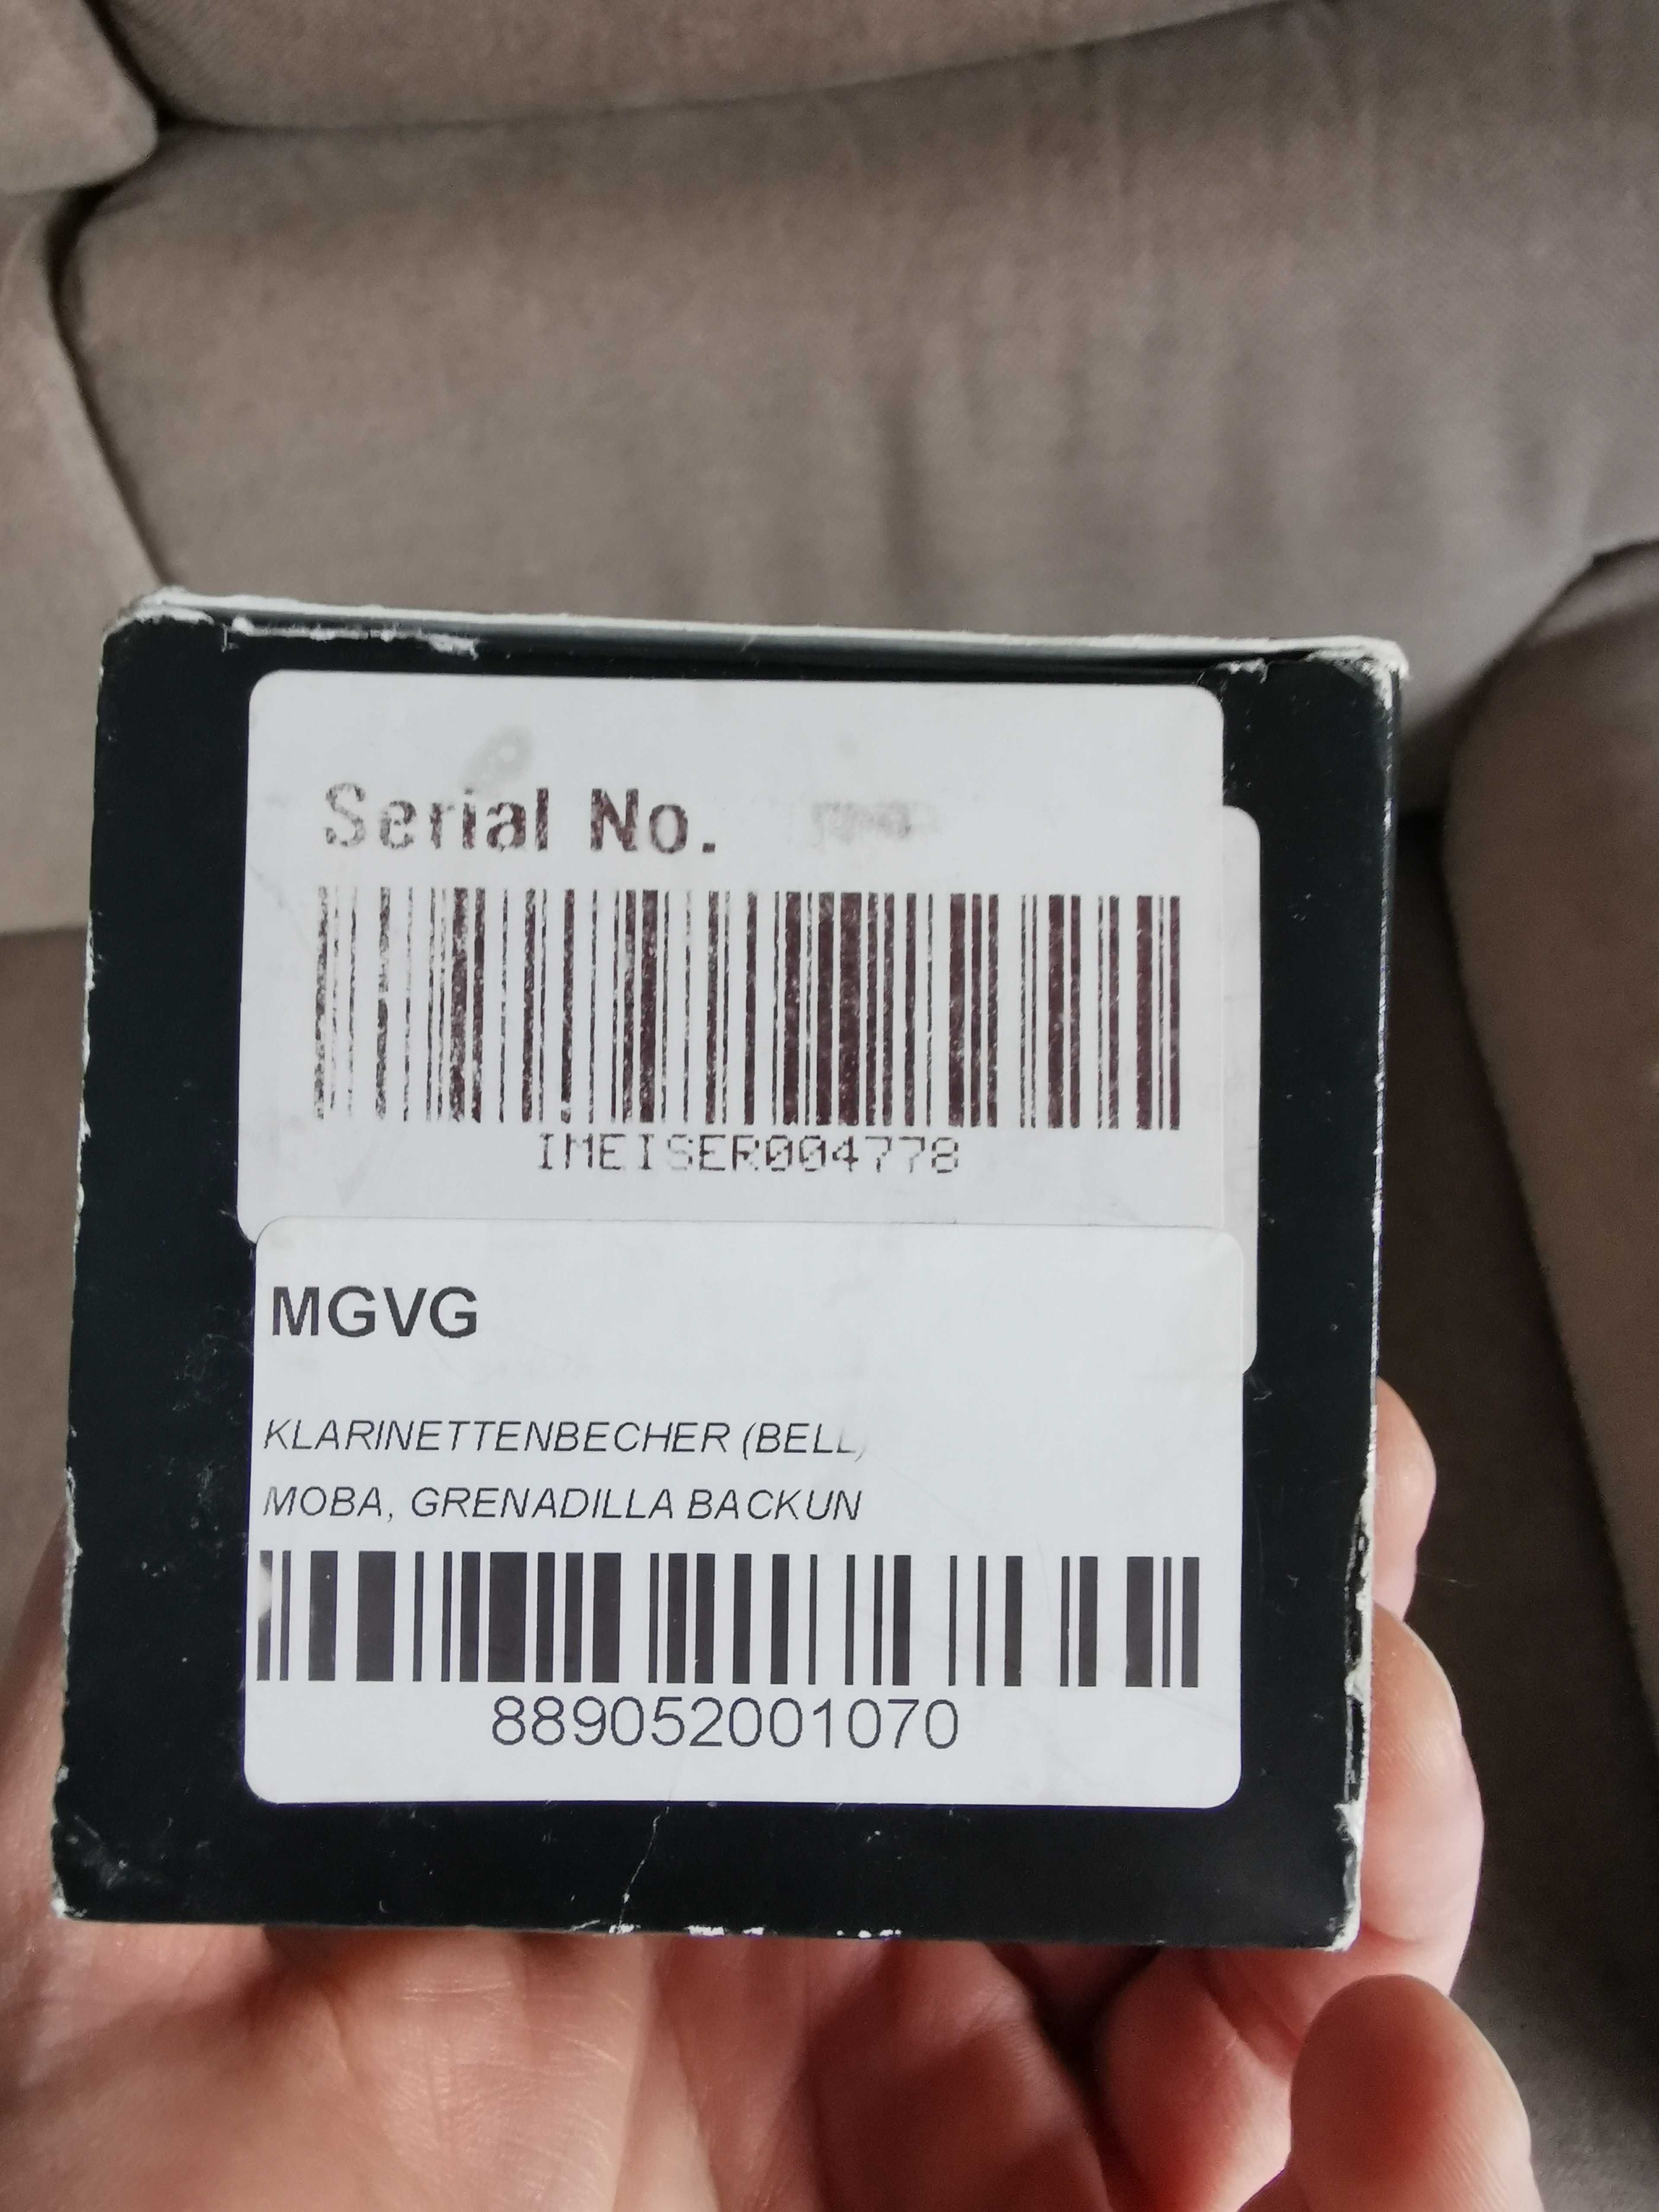 Serial No.
IMEISER004778
MGVG
KLARINETTENBECHER (BELL)
MOBA, GRENADILLA BACKUN
889052001070